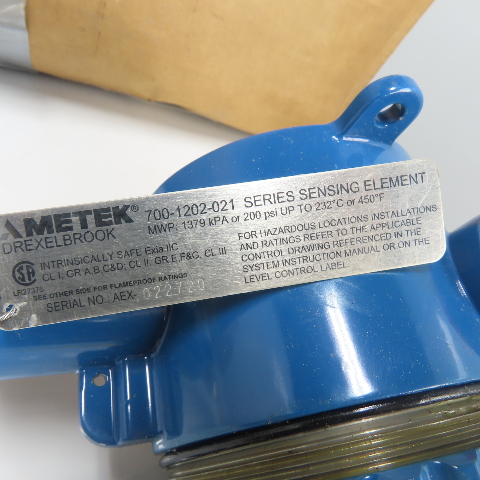 AMETEK® 700-1202-021 SERIES SENSING ELEMENT
DREXELBROOK MWP: 1379 kPA or 200 psi UP TO 232°C or 450°F
INTRINSICALLY SAFE Exia:IIC
CL I, GR A,B,C&D; CL II, GR E,F&G, CL III
LR27375
SEE OTHER SIDE FOR FLAMEPROOF RATINGS
SERIAL NO.: AEX- 022720
FOR HAZARDOUS LOCATIONS INSTALLATIONS
AND RATINGS REFER TO THE APPLICABLE
CONTROL DRAWING REFERENCED IN THE
SYSTEM INSTRUCTION MANUAL OR ON THE
LEVEL CONTROL LABEL.